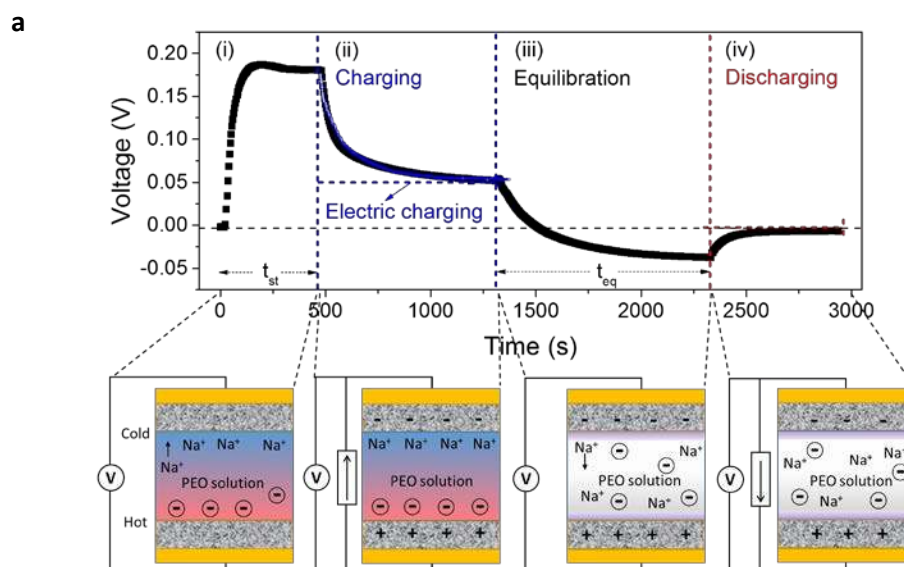 a
(i) (ii) (iii) (iv)
Charging Equilibration Discharging
Electric charging
t_st t_eq
Voltage (V)
0.20
0.15
0.10
0.05
0.00
-0.05
0 500 1000 1500 2000 2500 3000
Time (s)
Cold
Hot
V
Na⁺ Na⁺ Na⁺ Na⁺
Na⁺
PEO solution
- - - -
V
- - - -
Na⁺ Na⁺ Na⁺ Na⁺
PEO solution
- - - -
+ + + +
V
- - - -
Na⁺ -
Na⁺ -
PEO solution
Na⁺ - Na⁺ -
+ + + +
V
- - -
Na⁺ Na⁺
- Na⁺
PEO solution
- Na⁺ - -
+ +